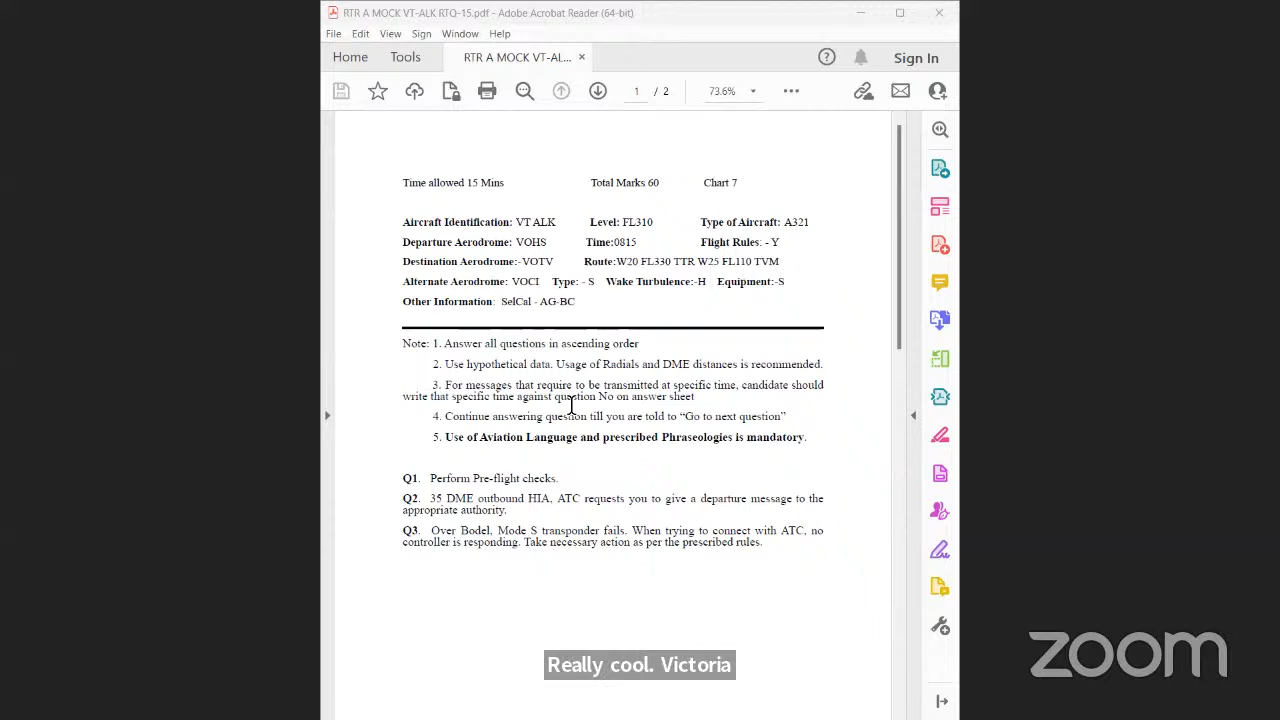 RTR A MOCK VT-ALK RTQ-15.pdf - Adobe Acrobat Reader (64-bit)
File Edit View Sign Window Help
Home Tools RTR A MOCK VT-AL... × Sign In
1 / 2 73.6%
Time allowed 15 Mins Total Marks 60 Chart 7
Aircraft Identification: VT ALK Level: FL310 Type of Aircraft: A321
Departure Aerodrome: VOHS Time:0815 Flight Rules: - Y
Destination Aerodrome:- VOTV Route:W20 FL330 TTR W25 FL110 TVM
Alternate Aerodrome: VOCI Type: - S Wake Turbulence:-H Equipment:-S
Other Information: SelCal - AG-BC
Note: 1. Answer all questions in ascending order
2. Use hypothetical data. Usage of Radials and DME distances is recommended.
3. For messages that require to be transmitted at specific time, candidate should
write that specific time against question No on answer sheet
4. Continue answering question till you are told to “Go to next question”
5. Use of Aviation Language and prescribed Phraseologies is mandatory.
Q1. Perform Pre-flight checks.
Q2. 35 DME outbound HIA, ATC requests you to give a departure message to the
appropriate authority.
Q3. Over Bodel, Mode S transponder fails. When trying to connect with ATC, no
controller is responding. Take necessary action as per the prescribed rules.
Really cool. Victoria
zoom